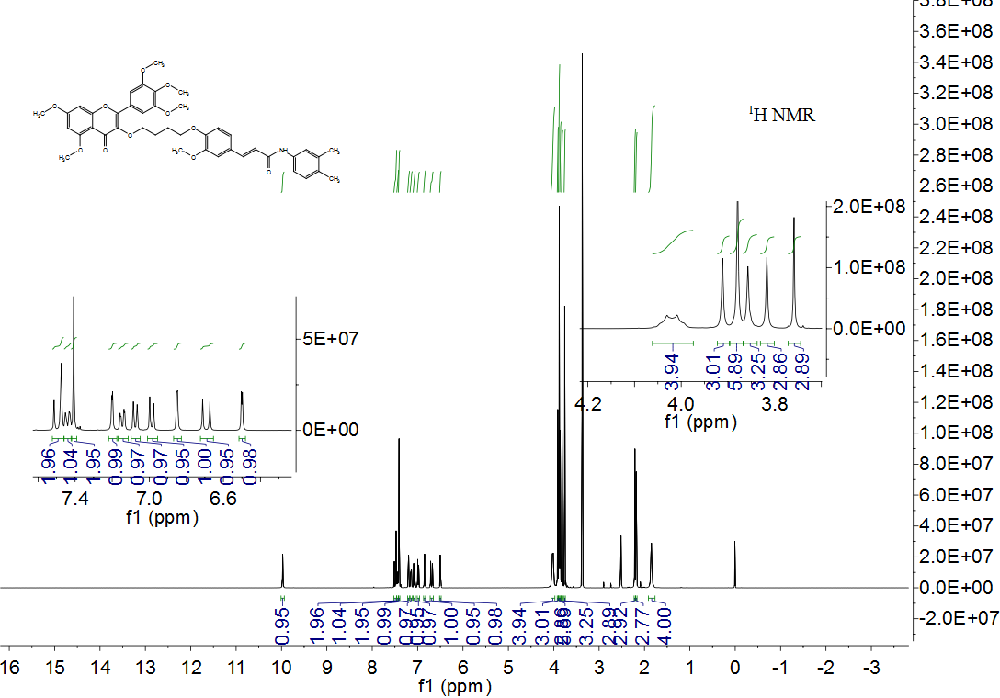 3.8E+08
3.6E+08
3.4E+08
3.2E+08
3.0E+08
2.8E+08
2.6E+08
2.4E+08
2.2E+08
2.0E+08
1.8E+08
1.6E+08
1.4E+08
1.2E+08
1.0E+08
8.0E+07
6.0E+07
4.0E+07
2.0E+07
0.0E+00
-2.0E+07
¹H NMR
O CH₃
O CH₃
O CH₃
H₃C O
O
O
O
O
CH₃
O
H₃C O
NH
O
CH₃
CH₃
2.0E+08
1.0E+08
0.0E+00
3.94
3.01
5.89
3.25
2.86
2.89
4.2 4.0 3.8
f1 (ppm)
5E+07
0E+00
1.96
1.04
1.95
0.99
0.97
0.97
0.95
1.00
0.95
0.98
7.4 7.0 6.6
f1 (ppm)
0.95
1.96
1.04
1.95
0.99
0.97
0.97
1.00
0.95
0.98
3.94
3.01
3.25
2.89
2.92
2.77
4.00
16 15 14 13 12 11 10 9 8 7 6 5 4 3 2 1 0 -1 -2 -3
f1 (ppm)